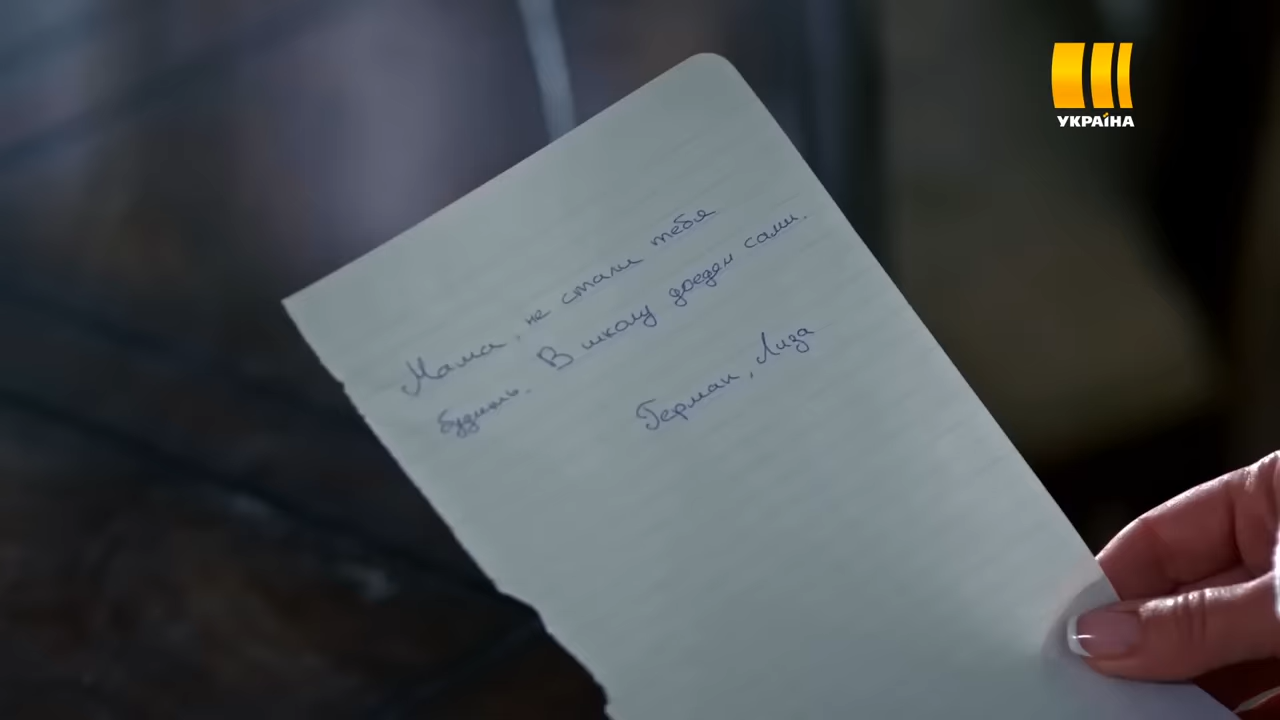 УКРАЇНА
Мама, не стали тебя
будить. В школу доедем сами.
Герман, Лиза